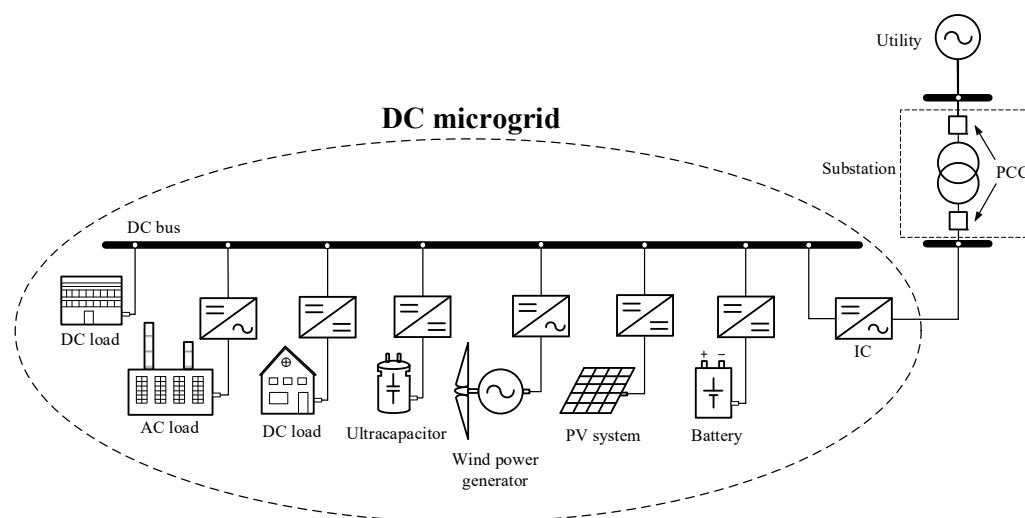 Utility
DC microgrid
Substation
PCC
DC bus
DC load
IC
AC load
DC load
Ultracapacitor
PV system
+ −
Battery
Wind power
generator